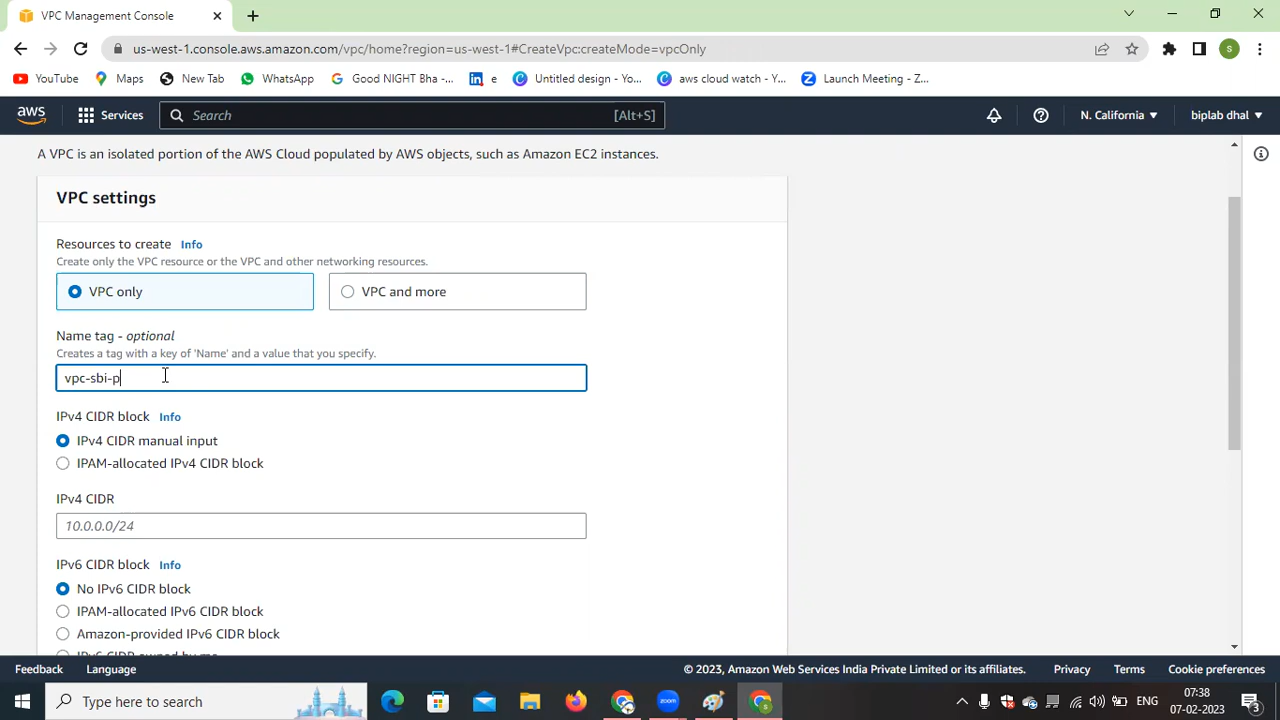 VPC Management Console
us-west-1.console.aws.amazon.com/vpc/home?region=us-west-1#CreateVpc:createMode=vpcOnly
S
YouTube
Maps
New Tab
WhatsApp
Good NIGHT Bha - ...
e
Untitled design - Yo...
aws cloud watch - Y...
Launch Meeting - Z...
aws
Services
Search
[Alt+S]
N. California
biplab dhal
A VPC is an isolated portion of the AWS Cloud populated by AWS objects, such as Amazon EC2 instances.
VPC settings
Resources to create Info
Create only the VPC resource or the VPC and other networking resources.
VPC only
VPC and more
Name tag - optional
Creates a tag with a key of 'Name' and a value that you specify.
vpc-sbi-p
IPv4 CIDR block Info
IPv4 CIDR manual input
IPAM-allocated IPv4 CIDR block
IPv4 CIDR
10.0.0.0/24
IPv6 CIDR block Info
No IPv6 CIDR block
IPAM-allocated IPv6 CIDR block
Amazon-provided IPv6 CIDR block
IPv6 CIDR owned by me
Feedback
Language
© 2023, Amazon Web Services India Private Limited or its affiliates.
Privacy
Terms
Cookie preferences
Type here to search
zoom
ENG
07:38
07-02-2023
3